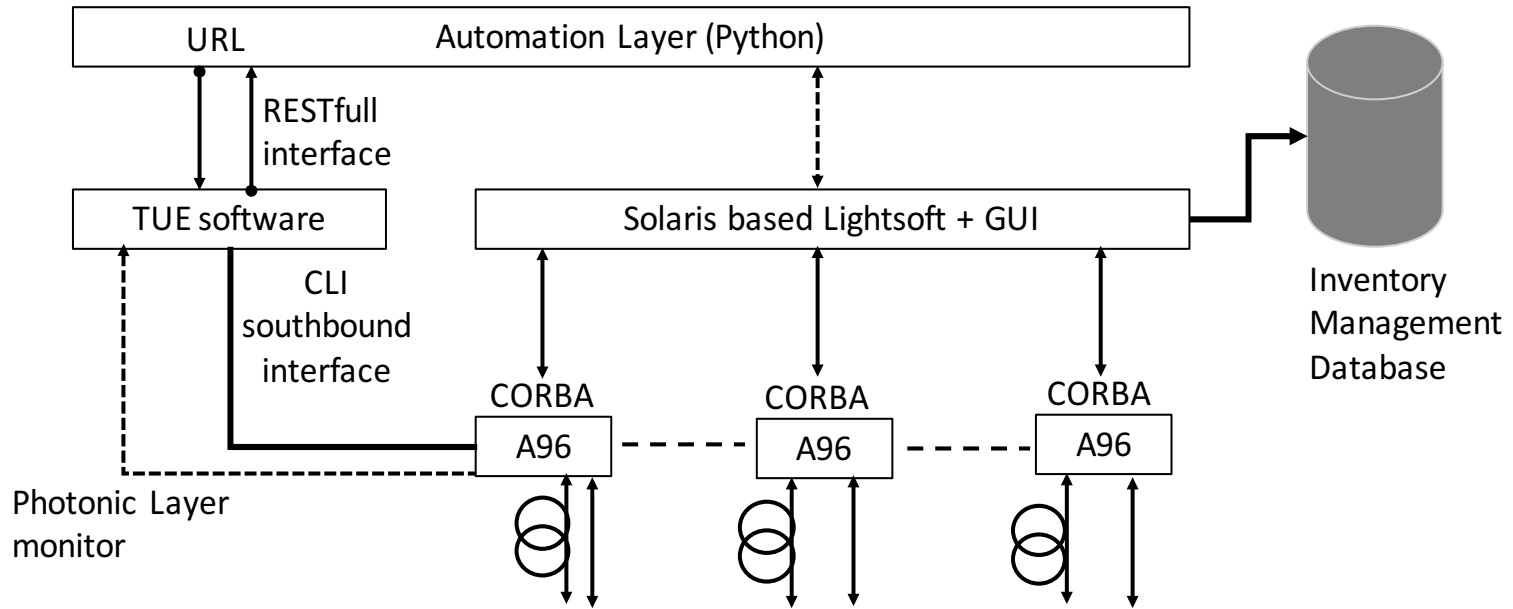 URL
Automation Layer (Python)
RESTfull
interface
TUE software
Solaris based Lightsoft + GUI
CLI
southbound
interface
Inventory
Management
Database
CORBA
CORBA
CORBA
A96
A96
A96
Photonic Layer
monitor